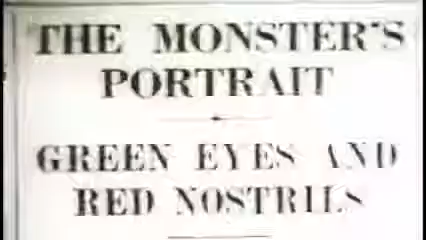 THE MONSTER'S
PORTRAIT
GREEN EYES AND
RED NOSTRILS